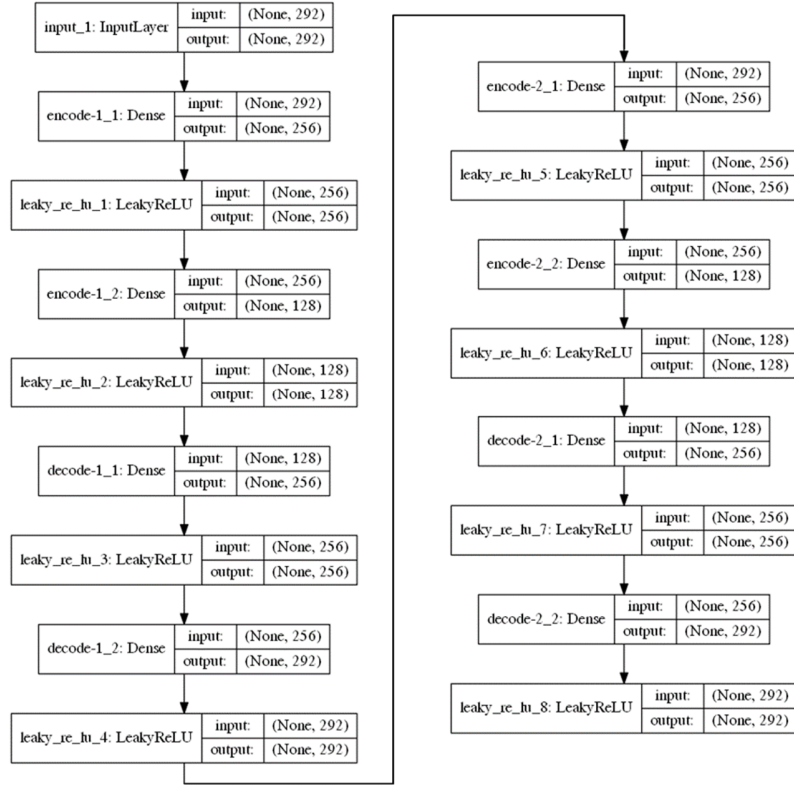 input_1: InputLayer
input: (None, 292)
output: (None, 292)
encode-1_1: Dense
input: (None, 292)
output: (None, 256)
leaky_re_lu_1: LeakyReLU
input: (None, 256)
output: (None, 256)
encode-1_2: Dense
input: (None, 256)
output: (None, 128)
leaky_re_lu_2: LeakyReLU
input: (None, 128)
output: (None, 128)
decode-1_1: Dense
input: (None, 128)
output: (None, 256)
leaky_re_lu_3: LeakyReLU
input: (None, 256)
output: (None, 256)
decode-1_2: Dense
input: (None, 256)
output: (None, 292)
leaky_re_lu_4: LeakyReLU
input: (None, 292)
output: (None, 292)
encode-2_1: Dense
input: (None, 292)
output: (None, 256)
leaky_re_lu_5: LeakyReLU
input: (None, 256)
output: (None, 256)
encode-2_2: Dense
input: (None, 256)
output: (None, 128)
leaky_re_lu_6: LeakyReLU
input: (None, 128)
output: (None, 128)
decode-2_1: Dense
input: (None, 128)
output: (None, 256)
leaky_re_lu_7: LeakyReLU
input: (None, 256)
output: (None, 256)
decode-2_2: Dense
input: (None, 256)
output: (None, 292)
leaky_re_lu_8: LeakyReLU
input: (None, 292)
output: (None, 292)